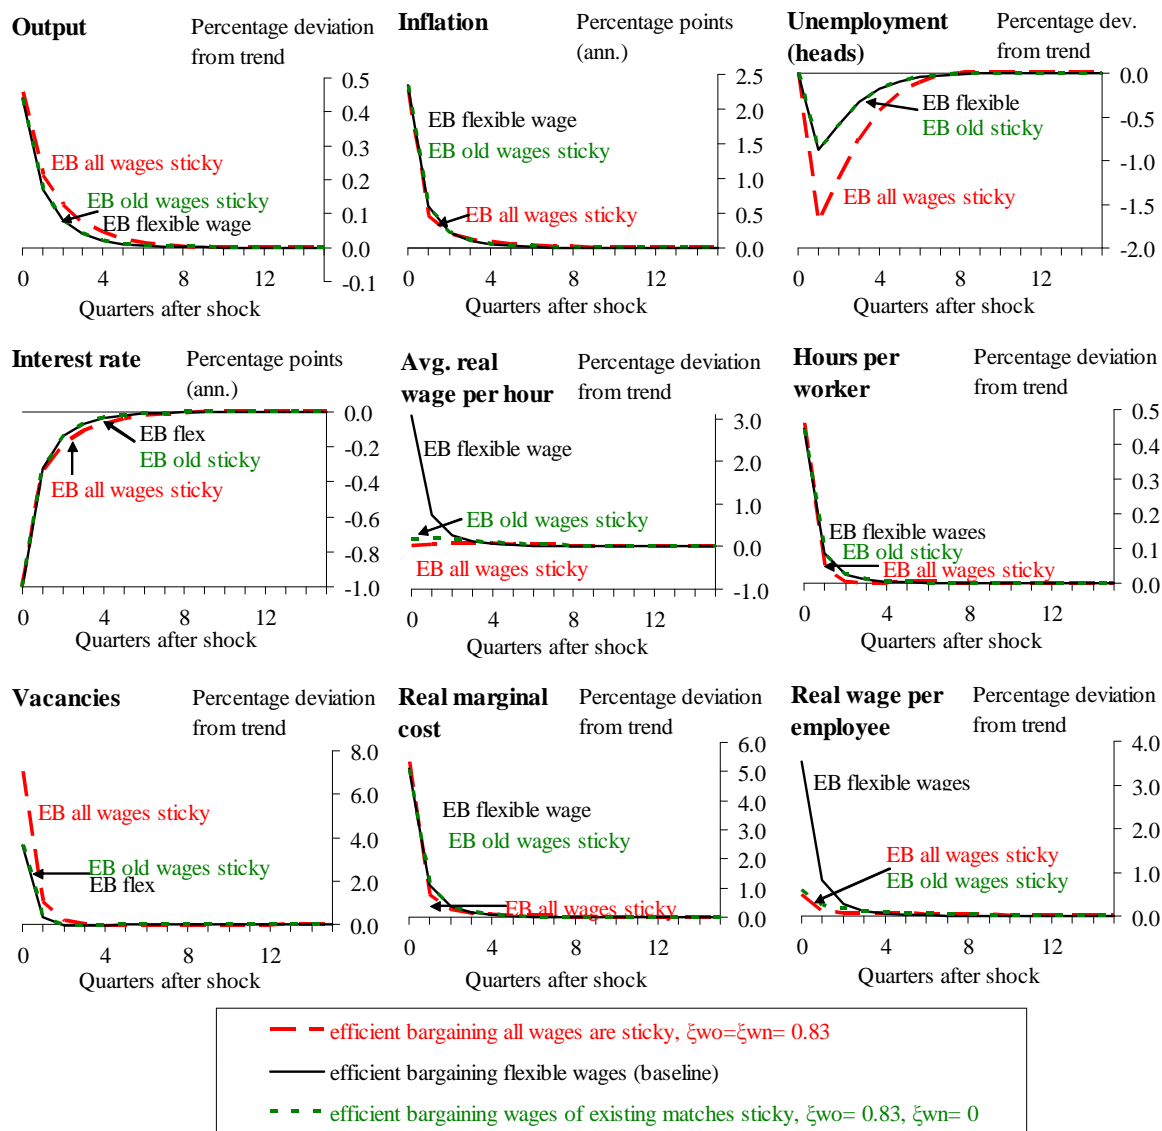 Output
Percentage deviation
from trend
0.5
0.4
0.3
0.2
0.1
0.0
-0.1
EB all wages sticky
EB old wages sticky
EB flexible wage
0 4 8 12
Quarters after shock
Inflation
Percentage points
(ann.)
2.5
2.0
1.5
1.0
0.5
0.0
EB flexible wage
EB old wages sticky
EB all wages sticky
0 4 8 12
Quarters after shock
Unemployment
(heads)
Percentage dev.
from trend
0.0
-0.5
-1.0
-1.5
-2.0
EB flexible
EB old sticky
EB all wages sticky
0 4 8 12
Quarters after shock
Interest rate
Percentage points
(ann.)
0.0
-0.2
-0.4
-0.6
-0.8
-1.0
EB flex
EB old sticky
EB all wages sticky
0 4 8 12
Quarters after shock
Avg. real
wage per hour
Percentage deviation
from trend
3.0
2.0
1.0
0.0
-1.0
EB flexible wage
EB old wages sticky
EB all wages sticky
0 4 8 12
Quarters after shock
Hours per
worker
Percentage deviation
from trend
0.5
0.4
0.3
0.2
0.1
0.0
EB flexible wages
EB old sticky
EB all wages sticky
0 4 8 12
Quarters after shock
Vacancies
Percentage deviation
from trend
8.0
6.0
4.0
2.0
0.0
EB all wages sticky
EB old wages sticky
EB flex
0 4 8 12
Quarters after shock
Real marginal
cost
Percentage deviation
from trend
6.0
5.0
4.0
3.0
2.0
1.0
0.0
EB flexible wage
EB old wages sticky
EB all wages sticky
0 4 8 12
Quarters after shock
Real wage per
employee
Percentage deviation
from trend
4.0
3.0
2.0
1.0
0.0
EB flexible wages
EB all wages sticky
EB old wages sticky
0 4 8 12
Quarters after shock
efficient bargaining all wages are sticky, ξwo=ξwn= 0.83
efficient bargaining flexible wages (baseline)
efficient bargaining wages of existing matches sticky, ξwo= 0.83, ξwn= 0